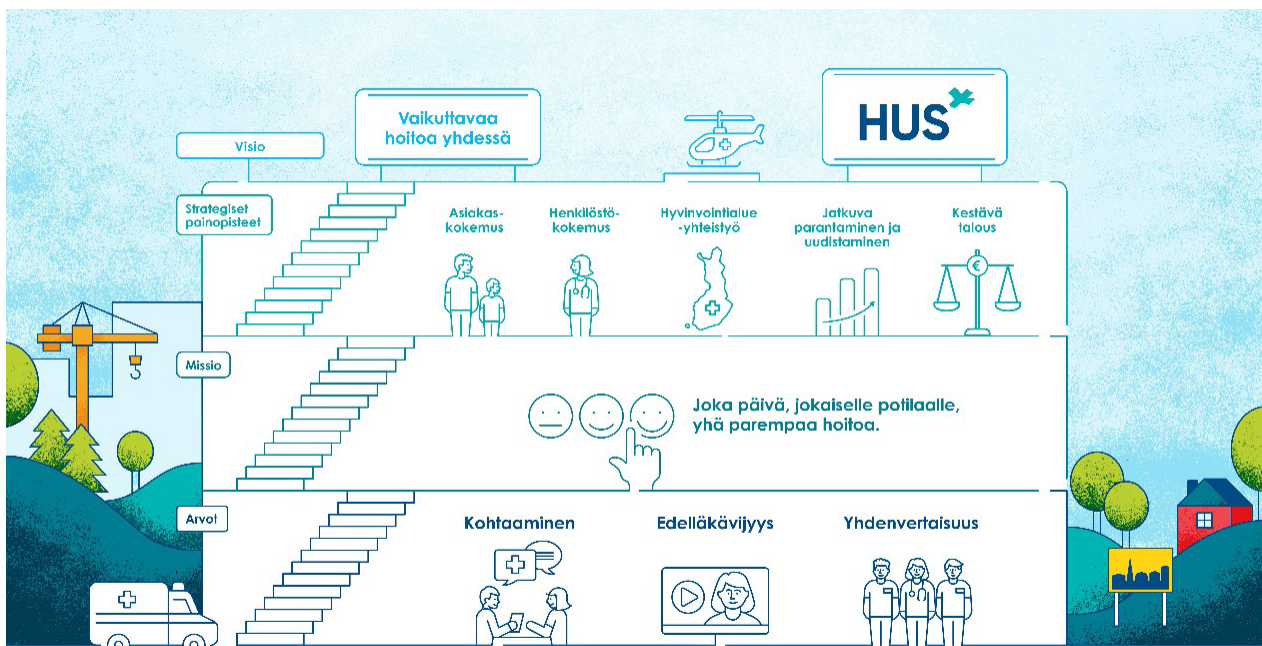 Vaikuttavaa
hoitoa yhdessä
HUS
Visio
Strategiset
painopisteet
Asiakas-
kokemus
Henkilöstö-
kokemus
Hyvinvointialue
-yhteistyö
Jatkuva
parantaminen ja
uudistaminen
Kestävä
talous
€
Missio
Joka päivä, jokaiselle potilaalle,
yhä parempaa hoitoa.
Arvot
Kohtaaminen
Edelläkävijyys
Yhdenvertaisuus